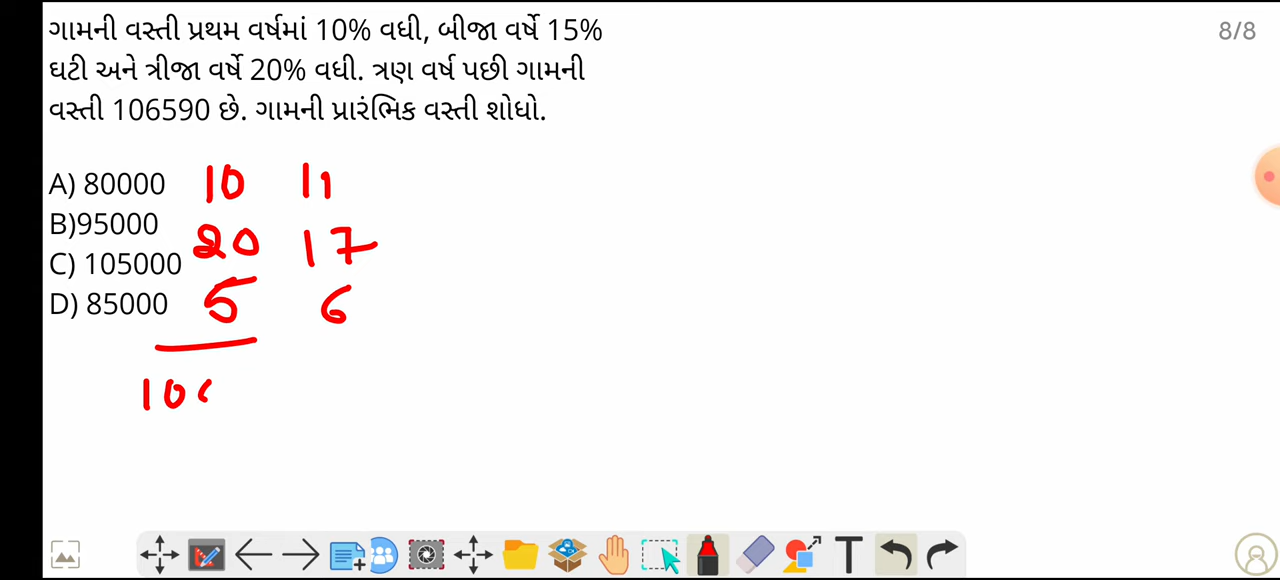 ગામની વસ્તી પ્રથમ વર્ષમાં 10% વધી, બીજા વર્ષે 15%
ઘટી અને ત્રીજા વર્ષે 20% વધી. ત્રણ વર્ષ પછી ગામની
વસ્તી 106590 છે. ગામની પ્રારંભિક વસ્તી શોધો.
8/8
A) 80000 10 11
B)95000
20 17
C) 105000
D) 85000 5 6
10
T